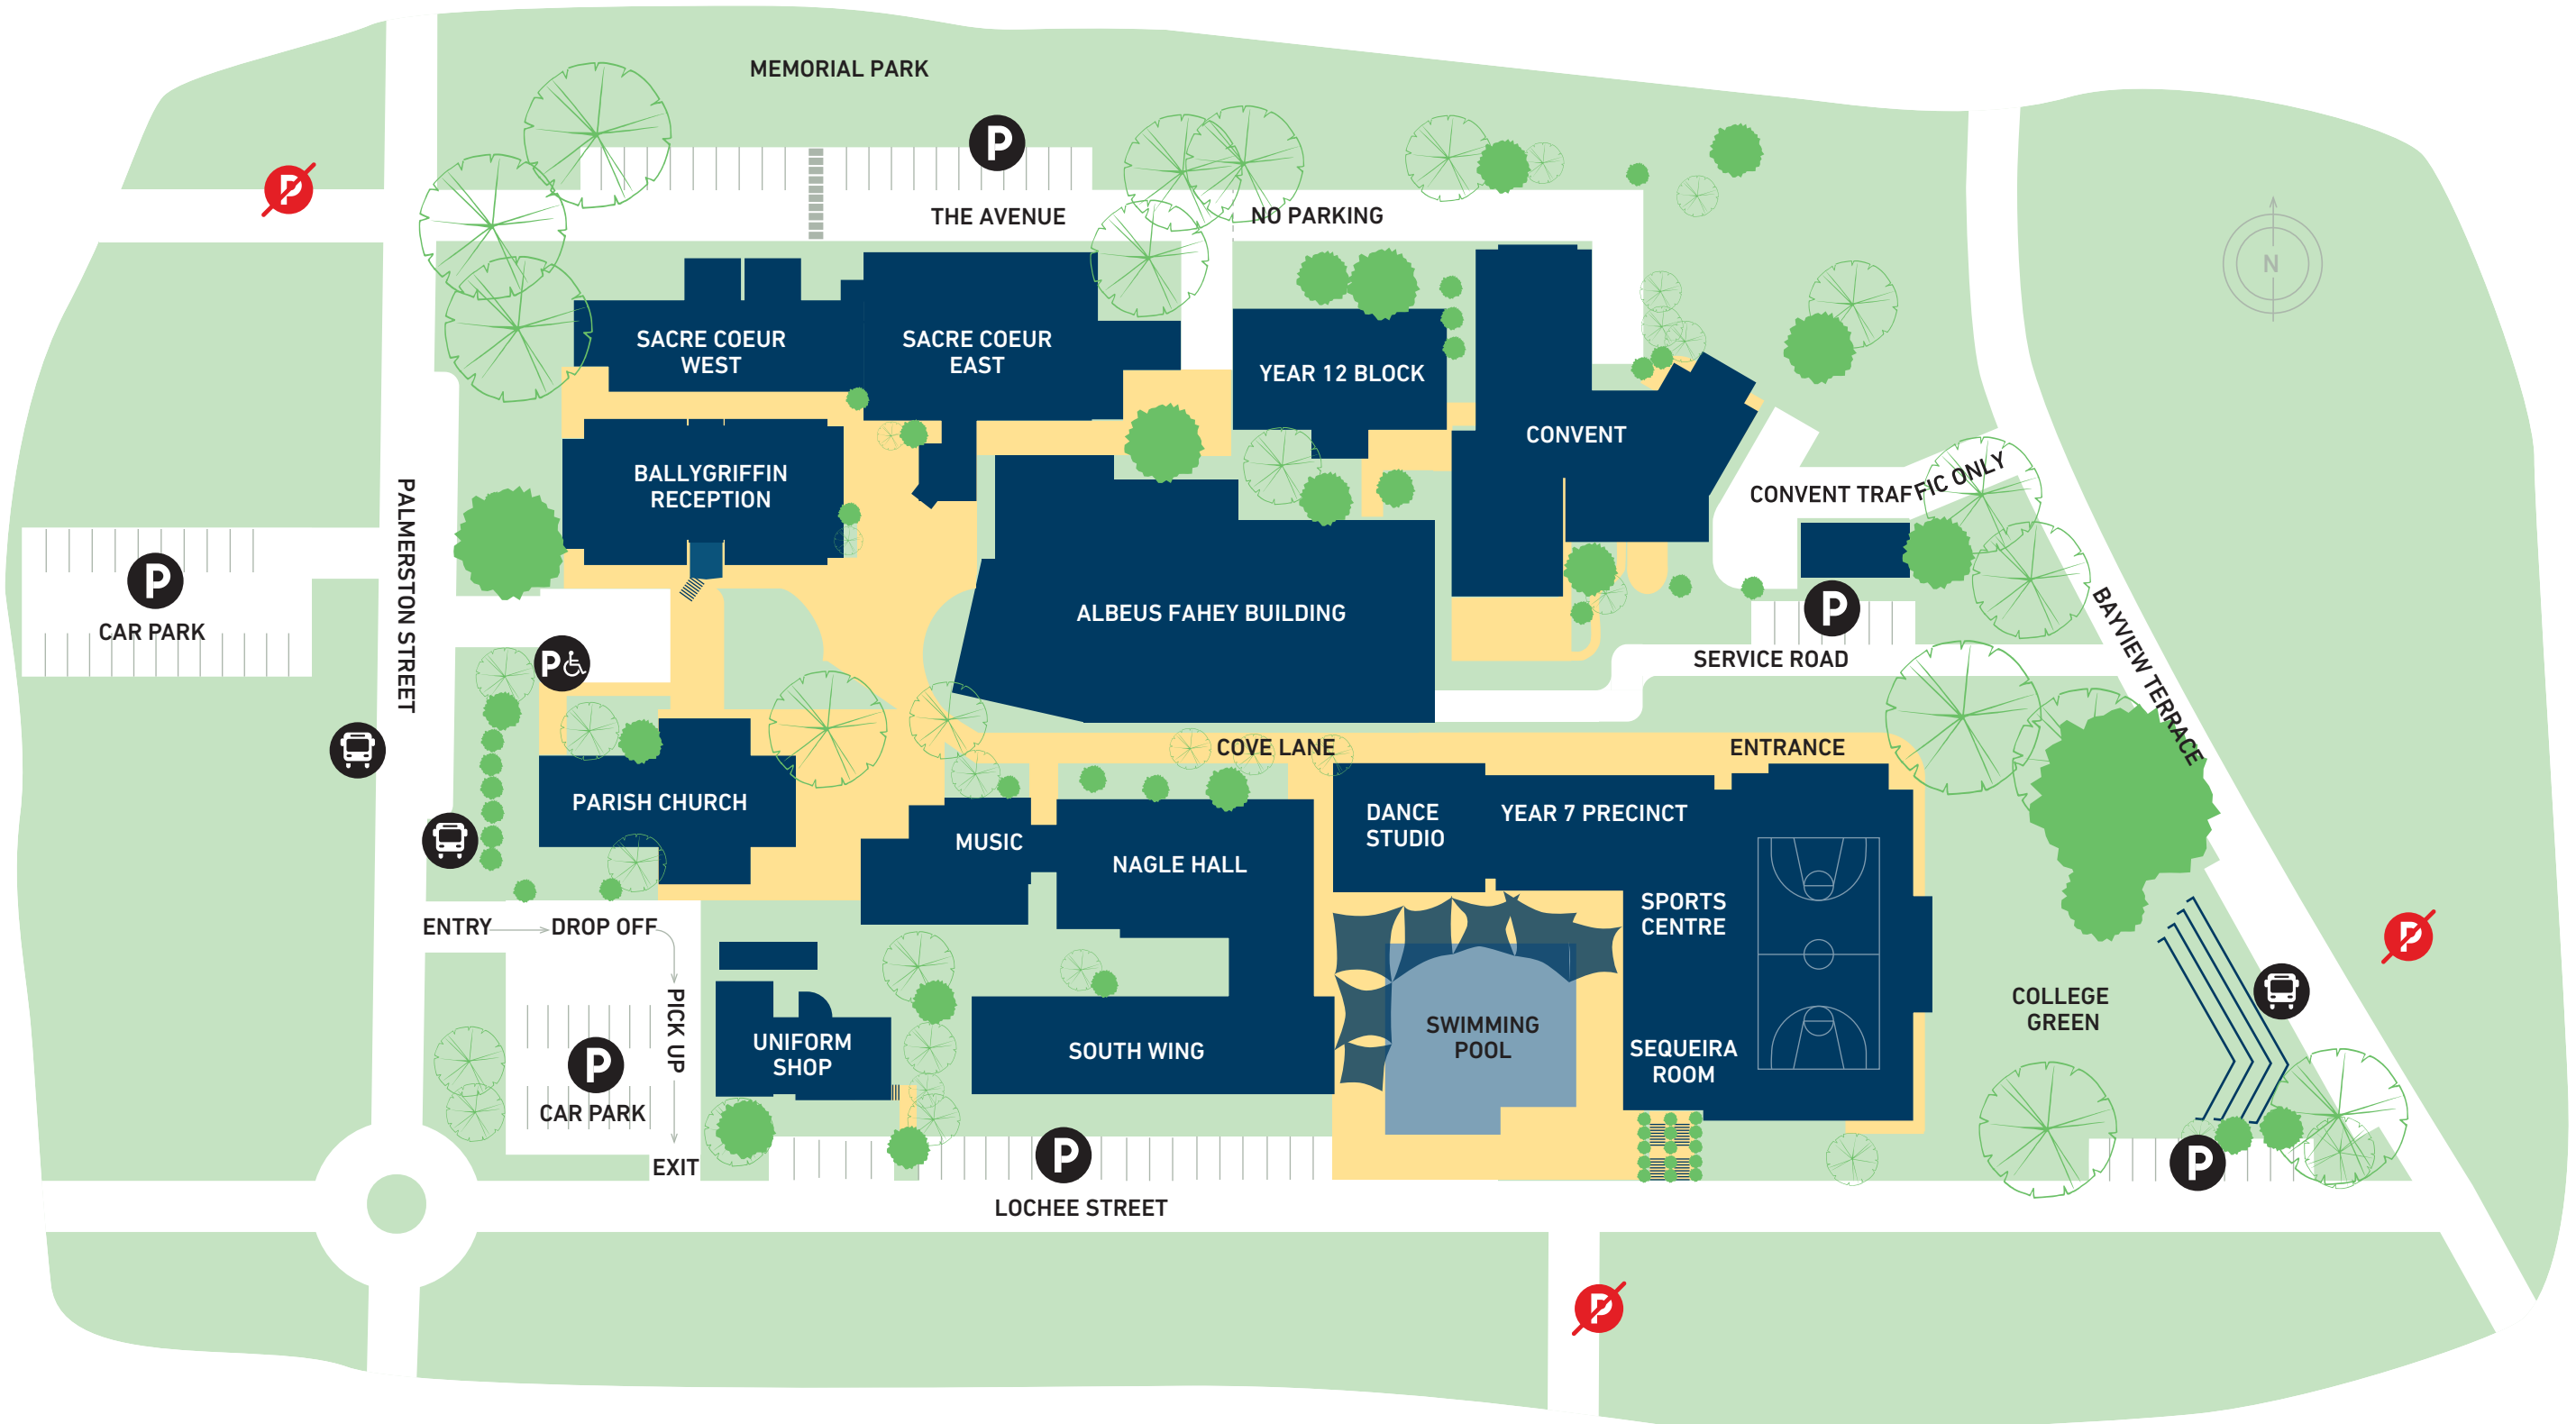 MEMORIAL PARK
P
P
THE AVENUE
NO PARKING
N
SACRE COEUR
WEST
SACRE COEUR
EAST
YEAR 12 BLOCK
CONVENT
BALLYGRIFFIN
RECEPTION
CONVENT TRAFFIC ONLY
PALMERSTON STREET
P
CAR PARK
ALBEUS FAHEY BUILDING
P
BAYVIEW TERRACE
P
SERVICE ROAD
COVE LANE
ENTRANCE
PARISH CHURCH
DANCE
STUDIO
YEAR 7 PRECINCT
MUSIC
NAGLE HALL
SPORTS
CENTRE
ENTRY
DROP OFF
P
PICK UP
COLLEGE
GREEN
UNIFORM
SHOP
SOUTH WING
SWIMMING
POOL
SEQUEIRA
ROOM
P
CAR PARK
P
P
EXIT
LOCHEE STREET
P